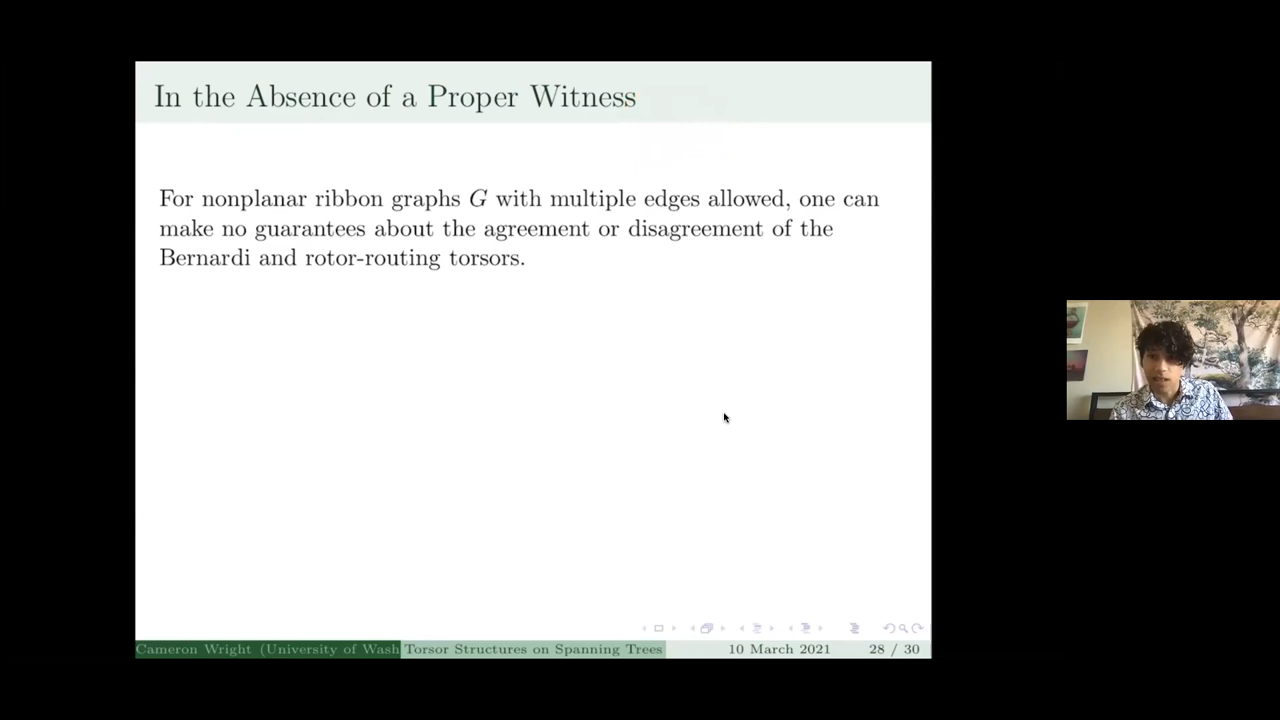 In the Absence of a Proper Witness
For nonplanar ribbon graphs G with multiple edges allowed, one can
make no guarantees about the agreement or disagreement of the
Bernardi and rotor-routing torsors.
Cameron Wright (University of Wash Torsor Structures on Spanning Trees 10 March 2021 28 / 30